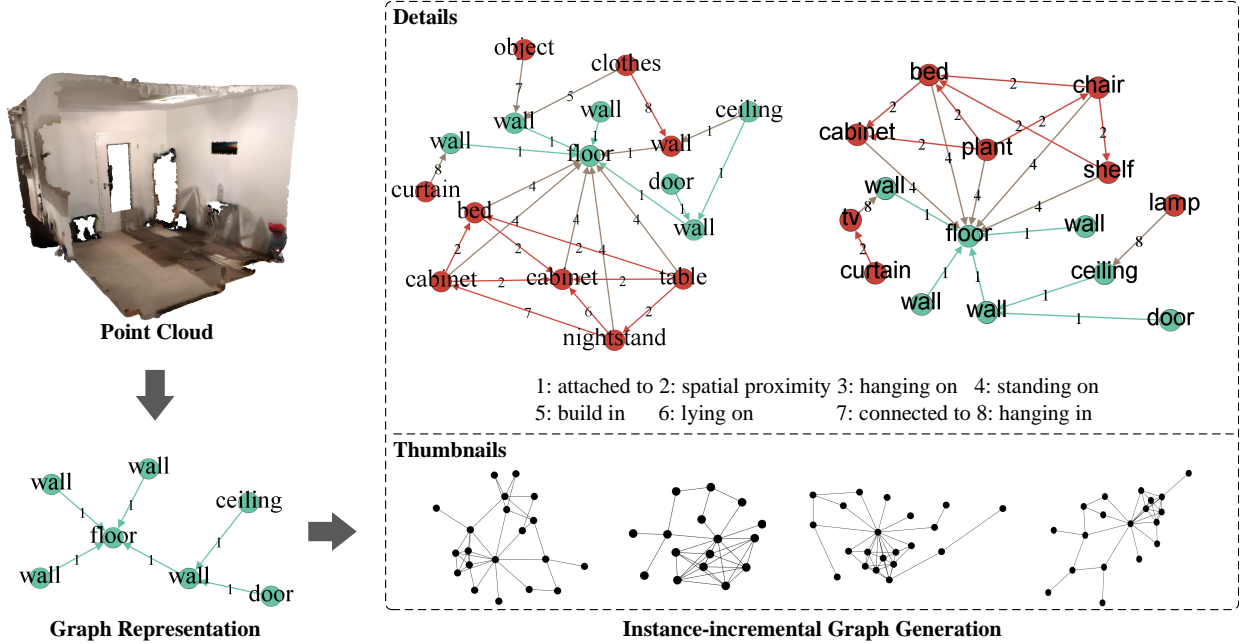 Details
object
clothes
7
5
8
wall
wall
ceiling
wall
1
1
1
floor
1
wall
1
8
curtain
door
1
1
1
wall
bed
4
4
4
4
2
2
2
cabinet
2
cabinet
2
table
7
6
2
nightstand
bed
2
chair
2
2
2
2
cabinet
2
plant
2
shelf
4
4
4
4
wall
tv
8
1
floor
1
wall
lamp
8
2
curtain
ceiling
1
1
1
wall
wall
1
door
1: attached to 2: spatial proximity 3: hanging on 4: standing on
5: build in 6: lying on 7: connected to 8: hanging in
Point Cloud
Thumbnails
wall
wall
ceiling
1
1
floor
1
1
1
wall
wall
1
door
Graph Representation
Instance-incremental Graph Generation